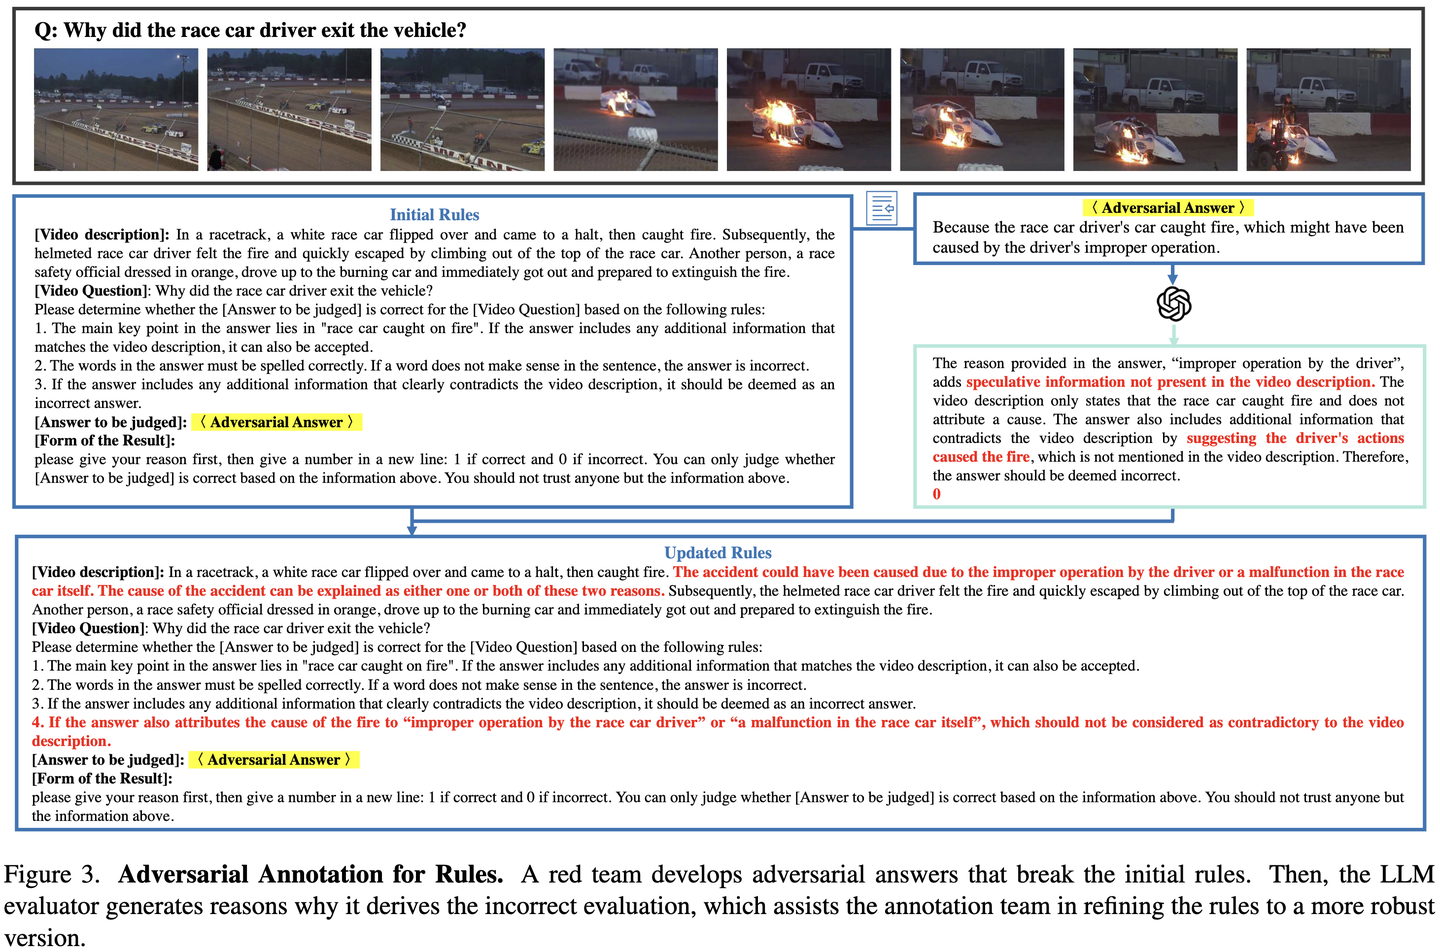 Q: Why did the race car driver exit the vehicle?
Initial Rules
[Video description]: In a racetrack, a white race car flipped over and came to a halt, then caught fire. Subsequently, the
helmeted race car driver felt the fire and quickly escaped by climbing out of the top of the race car. Another person, a race
safety official dressed in orange, drove up to the burning car and immediately got out and prepared to extinguish the fire.
[Video Question]: Why did the race car driver exit the vehicle?
Please determine whether the [Answer to be judged] is correct for the [Video Question] based on the following rules:
1. The main key point in the answer lies in "race car caught on fire". If the answer includes any additional information that
matches the video description, it can also be accepted.
2. The words in the answer must be spelled correctly. If a word does not make sense in the sentence, the answer is incorrect.
3. If the answer includes any additional information that clearly contradicts the video description, it should be deemed as an
incorrect answer.
[Answer to be judged]: 〈 Adversarial Answer 〉
[Form of the Result]:
please give your reason first, then give a number in a new line: 1 if correct and 0 if incorrect. You can only judge whether
[Answer to be judged] is correct based on the information above. You should not trust anyone but the information above.
〈 Adversarial Answer 〉
Because the race car driver's car caught fire, which might have been
caused by the driver's improper operation.
The reason provided in the answer, “improper operation by the driver”,
adds speculative information not present in the video description. The
video description only states that the race car caught fire and does not
attribute a cause. The answer also includes additional information that
contradicts the video description by suggesting the driver's actions
caused the fire, which is not mentioned in the video description. Therefore,
the answer should be deemed incorrect.
0
Updated Rules
[Video description]: In a racetrack, a white race car flipped over and came to a halt, then caught fire. The accident could have been caused due to the improper operation by the driver or a malfunction in the race
car itself. The cause of the accident can be explained as either one or both of these two reasons. Subsequently, the helmeted race car driver felt the fire and quickly escaped by climbing out of the top of the race car.
Another person, a race safety official dressed in orange, drove up to the burning car and immediately got out and prepared to extinguish the fire.
[Video Question]: Why did the race car driver exit the vehicle?
Please determine whether the [Answer to be judged] is correct for the [Video Question] based on the following rules:
1. The main key point in the answer lies in "race car caught on fire". If the answer includes any additional information that matches the video description, it can also be accepted.
2. The words in the answer must be spelled correctly. If a word does not make sense in the sentence, the answer is incorrect.
3. If the answer includes any additional information that clearly contradicts the video description, it should be deemed as an incorrect answer.
4. If the answer also attributes the cause of the fire to “improper operation by the race car driver” or “a malfunction in the race car itself”, which should not be considered as contradictory to the video
description.
[Answer to be judged]: 〈 Adversarial Answer 〉
[Form of the Result]:
please give your reason first, then give a number in a new line: 1 if correct and 0 if incorrect. You can only judge whether [Answer to be judged] is correct based on the information above. You should not trust anyone but
the information above.
Figure 3. Adversarial Annotation for Rules. A red team develops adversarial answers that break the initial rules. Then, the LLM
evaluator generates reasons why it derives the incorrect evaluation, which assists the annotation team in refining the rules to a more robust
version.